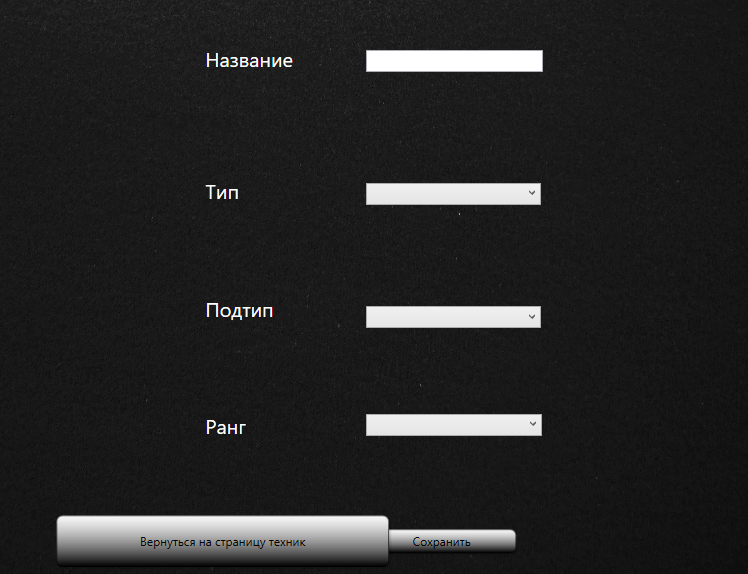 Название
Тип
Подтип
Ранг
Вернуться на страницу техник
Сохранить